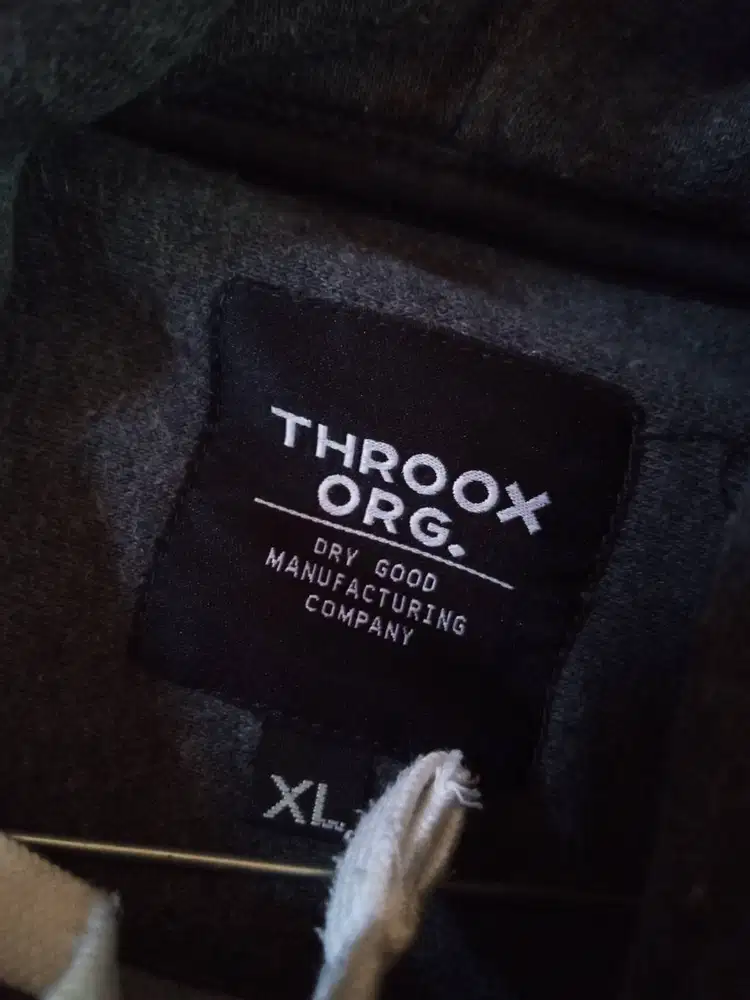 THROOX
ORG.
DRY GOOD
MANUFACTURING
COMPANY
XL